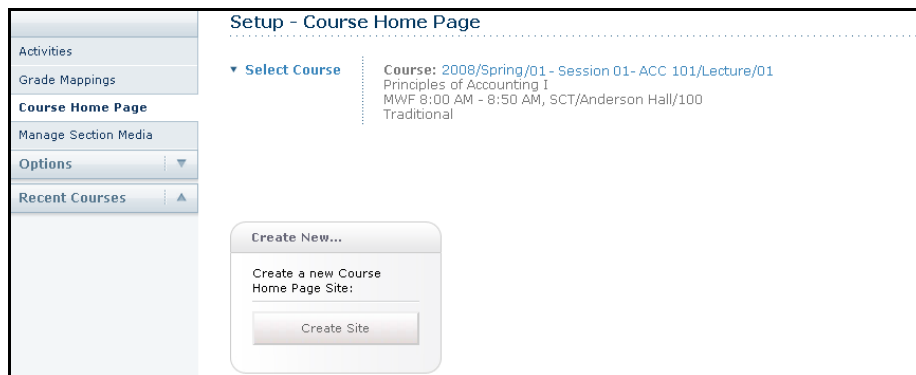 Setup - Course Home Page
Activities
Grade Mappings
Course Home Page
Manage Section Media
Options
Recent Courses
Select Course
Course: 2008/Spring/01 - Session 01- ACC 101/Lecture/01
Principles of Accounting I
MWF 8:00 AM - 8:50 AM, SCT/Anderson Hall/100
Traditional
Create New...
Create a new Course
Home Page Site:
Create Site